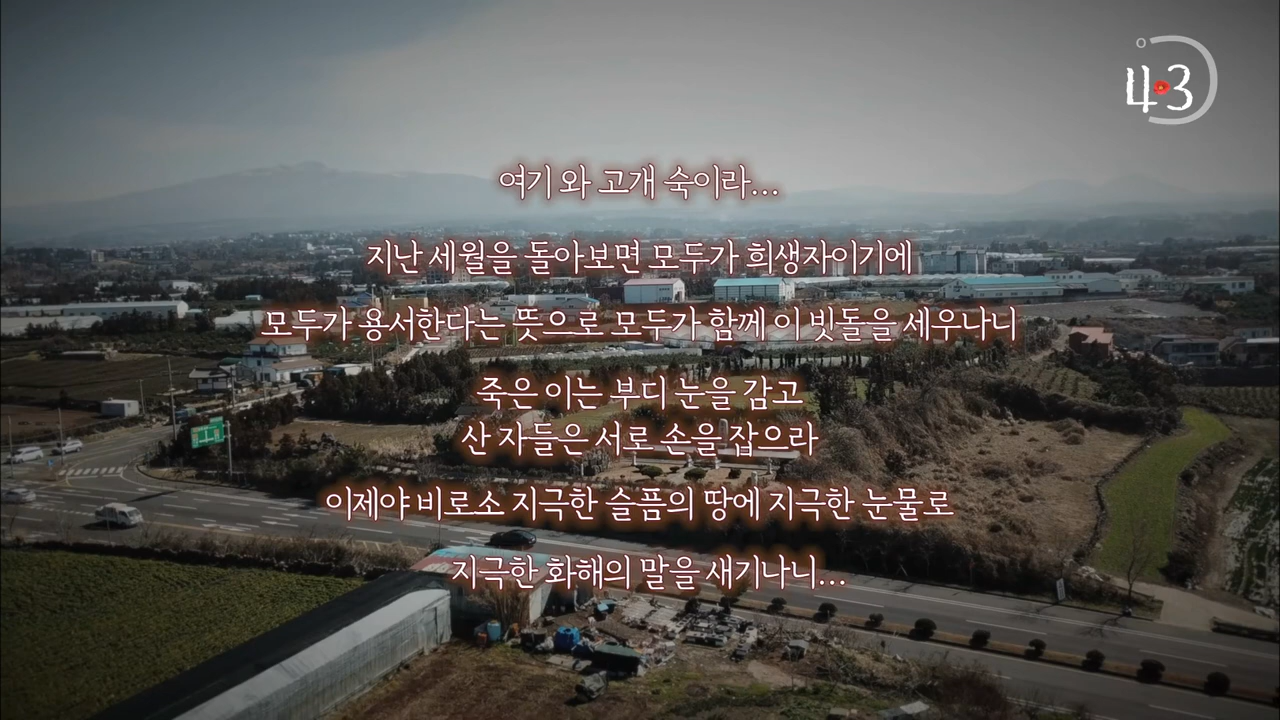 4·3
여기 와 고개 숙이라...
지난 세월을 돌아보면 모두가 희생자이기에
모두가 용서한다는 뜻으로 모두가 함께 이 빗돌을 세우나니
죽은 이는 부디 눈을 감고
산 자들은 서로 손을 잡으라
이제야 비로소 지극한 슬픔의 땅에 지극한 눈물로
지극한 화해의 말을 새기나니...